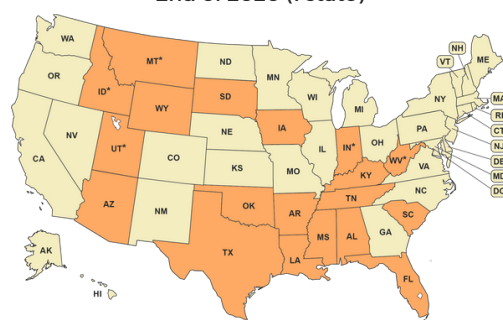 End of
WA
MT*
ND
MN
NH
VT
ME
OR
ID*
SD
WI
MI
NY
MA
RI
CT
NJ
DE
MD
DC
WY
IA
NE
PA
NV
UT*
IL
IN*
OH
WV*
CA
CO
KS
MO
KY
VA
NC
TN
AZ
NM
OK
AR
SC
MS
AL
GA
TX
LA
FL
AK
HI